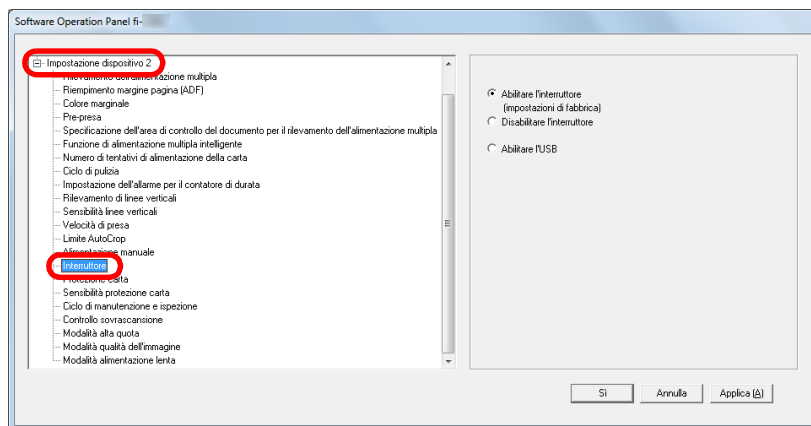 Software Operation Panel fi-
Impostazione dispositivo 2
Rilevamento dell'alimentazione multipla
Riempimento margine pagina (ADF)
Colore marginale
Pre-presa
Specificazione dell'area di controllo del documento per il rilevamento dell'alimentazione multipla
Funzione di alimentazione multipla intelligente
Numero di tentativi di alimentazione della carta
Ciclo di pulizia
Impostazione dell'allarme per il contatore di durata
Rilevamento di linee verticali
Sensibilità linee verticali
Velocità di presa
Limite AutoCrop
Alimentazione manuale
Interruttore
Protezione carta
Sensibilità protezione carta
Ciclo di manutenzione e ispezione
Controllo sovrascansione
Modalità alta quota
Modalità qualità dell'immagine
Modalità alimentazione lenta
Abilitare l'interruttore
(impostazioni di fabbrica)
Disabilitare l'interruttore
Abilitare l'USB
Sì Annulla Applica (A)